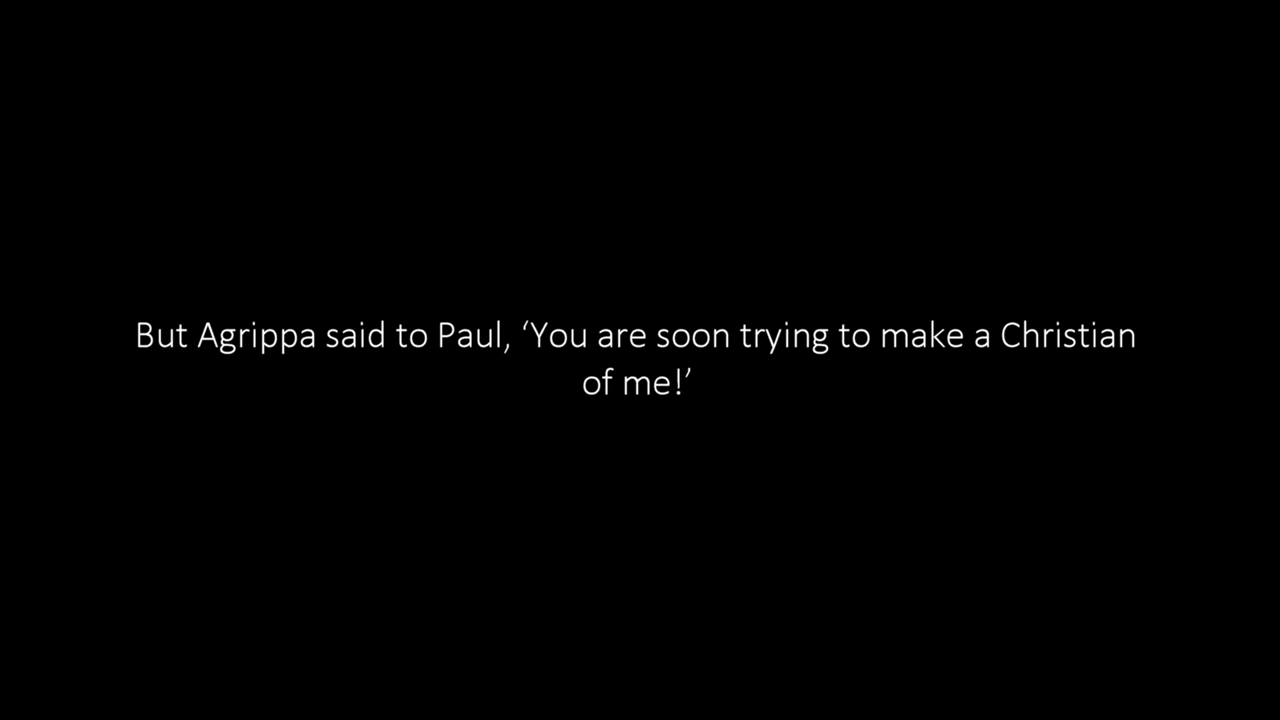 But Agrippa said to Paul, ‘You are soon trying to make a Christian
of me!’